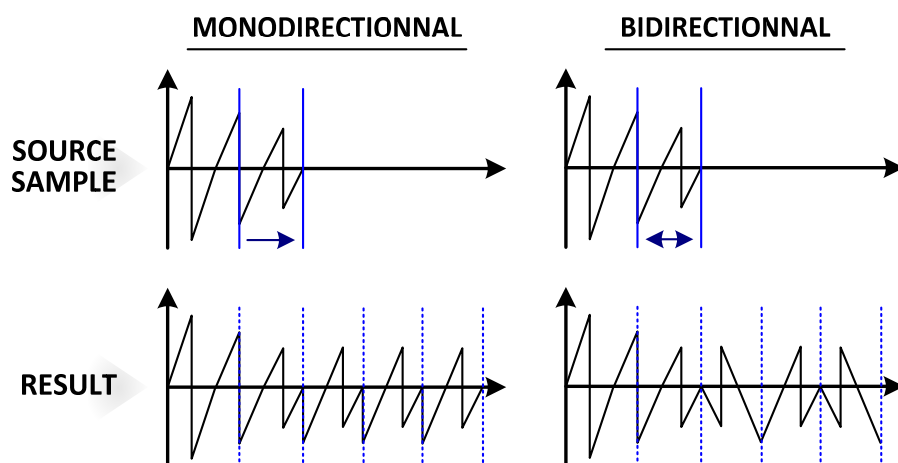 MONODIRECTIONNAL
BIDIRECTIONNAL
SOURCE
SAMPLE
RESULT